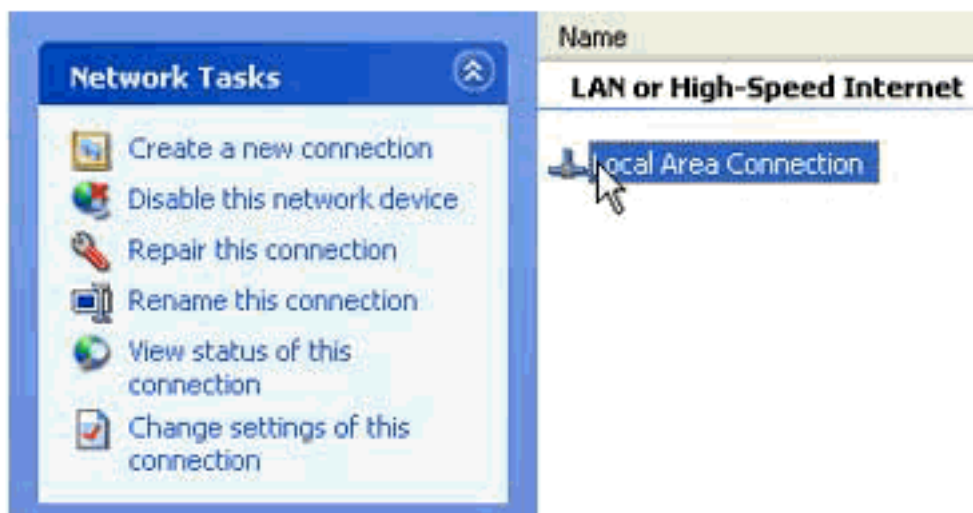 Network Tasks
Create a new connection
Disable this network device
Repair this connection
Rename this connection
View status of this
connection
Change settings of this
connection
Name
LAN or High-Speed Internet
Local Area Connection